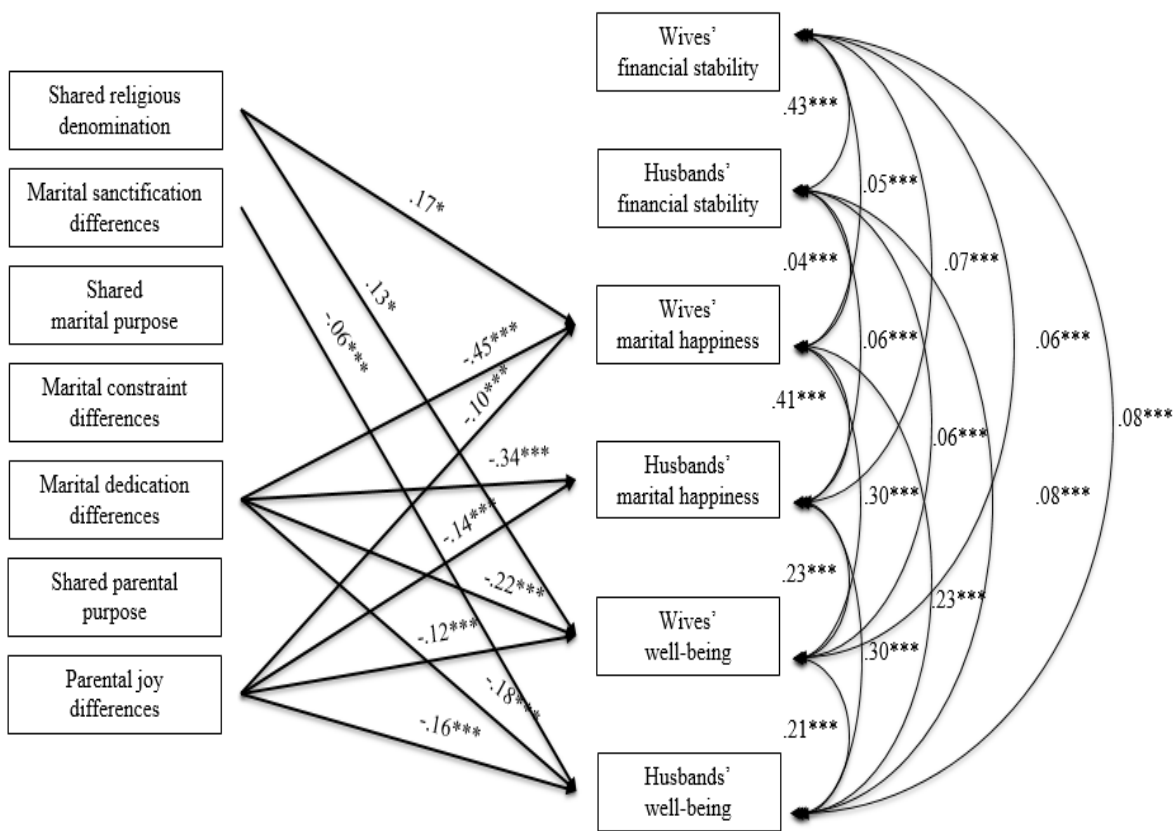 Shared religious
denomination
Marital sanctification
differences
Shared
marital purpose
Marital constraint
differences
Marital dedication
differences
Shared parental
purpose
Parental joy
differences
.17*
.13*
-.06***
-.45***
-.10***
-.34***
-.14***
-.22***
-.12***
-.18***
-.16***
Wives’
financial stability
Husbands’
financial stability
Wives’
marital happiness
Husbands’
marital happiness
Wives’
well-being
Husbands’
well-being
.43***
.05***
.04***
.07***
.06***
.06***
.08***
.41***
.06***
.30***
.08***
.23***
.23***
.30***
.21***